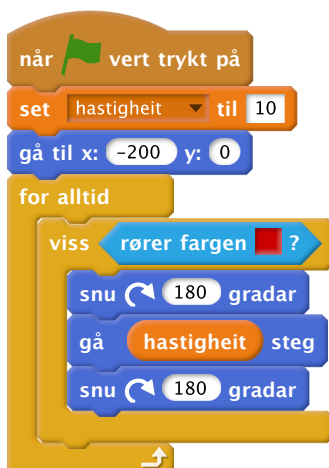 når vert trykt på
set hastigheit til 10
gå til x: -200 y: 0
for alltid
viss rører fargen ?
snu 180 gradar
gå hastigheit steg
snu 180 gradar